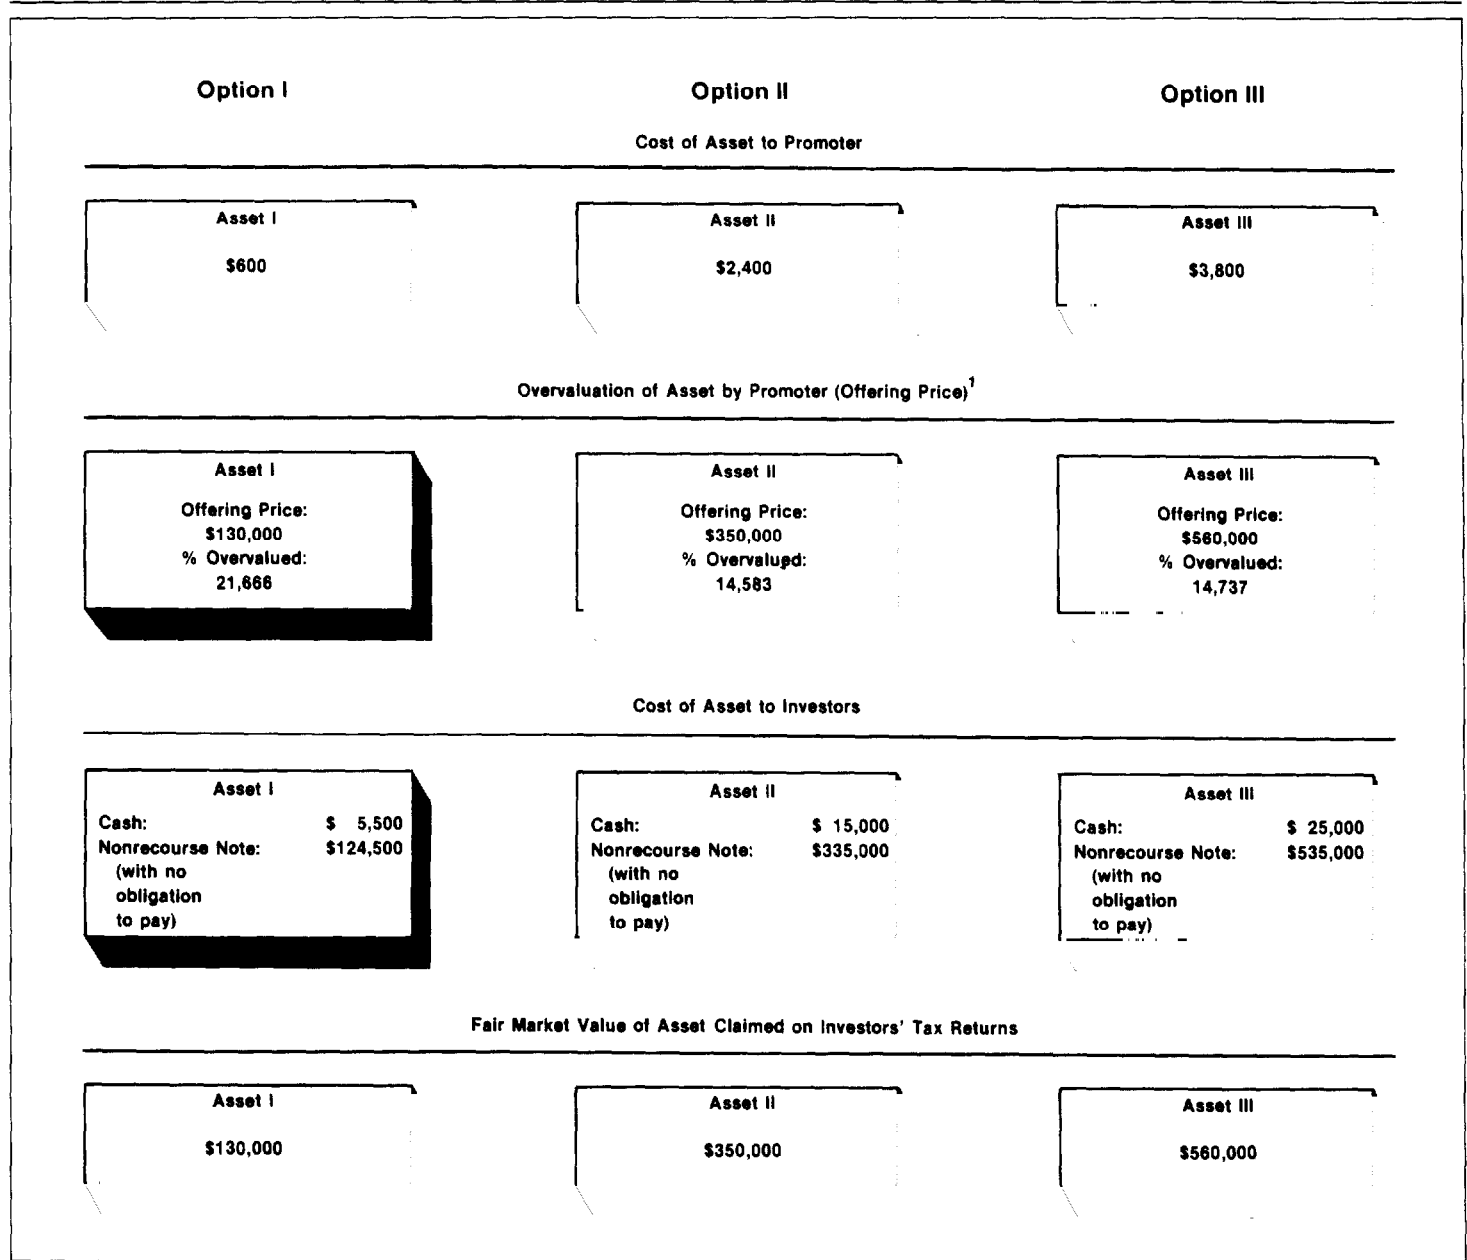 Option I
Option II
Option III
Cost of Asset to Promoter
Asset I
$600
Asset II
$2,400
Asset III
$3,800
Overvaluation of Asset by Promoter (Offering Price)1
Asset I
Offering Price:
$130,000
% Overvalued:
21,666
Asset II
Offering Price:
$350,000
% Overvalued:
14,583
Asset III
Offering Price:
$560,000
% Overvalued:
14,737
Cost of Asset to Investors
Asset I
Cash: $ 5,500
Nonrecourse Note: $124,500
(with no
obligation
to pay)
Asset II
Cash: $ 15,000
Nonrecourse Note: $335,000
(with no
obligation
to pay)
Asset III
Cash: $ 25,000
Nonrecourse Note: $535,000
(with no
obligation
to pay)
Fair Market Value of Asset Claimed on Investors' Tax Returns
Asset I
$130,000
Asset II
$350,000
Asset III
$560,000